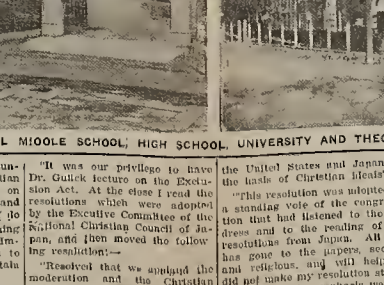 L MIDDLE SCHOOL, HIGH SCHOOL, UNIVERSITY AND THEO
"It was our privilege to have
Dr. Gulick lecture on the Exclu-
sion Act. At the close I read the
resolutions which were adopted
by the Exective Committee of the
National Christian Council of Ja-
pan, and then moved the follow
ing resolution:—
"Resolved that we applaud the
moderation and the Christian
the United States and Japan
the basis of Christian ideals"
"This resolution was adopted
a standing vote of the congr
tion that had listened to the
dress and to the reading of
resolutions from Japan. All
has gone to the papers, sec
and religious, and will help
did not make my resolution st